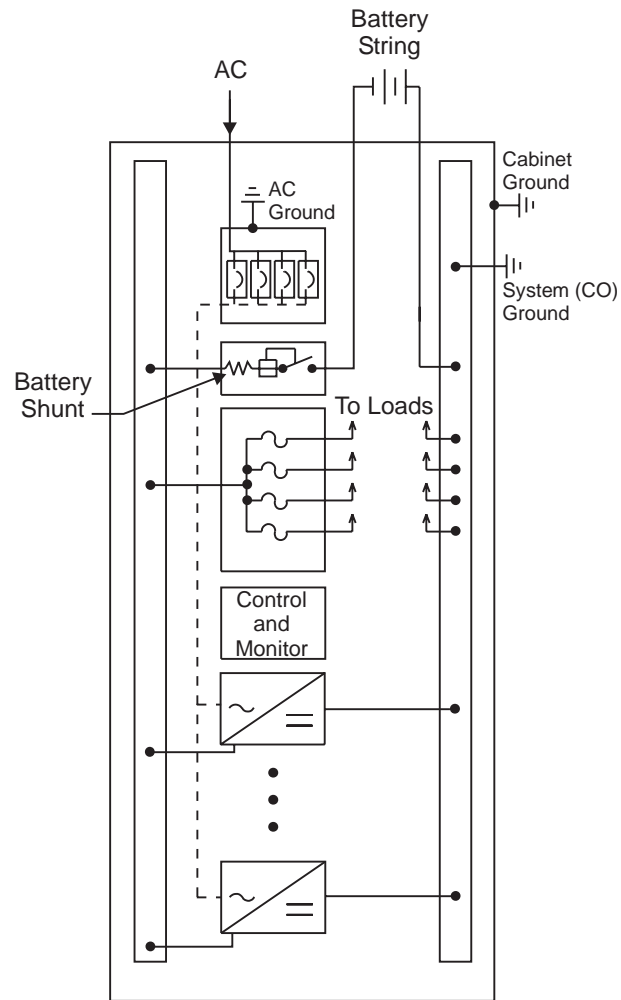 Battery
String
AC
Cabinet
Ground
AC
Ground
System (CO)
Ground
Battery
Shunt
To Loads
Control
and
Monitor